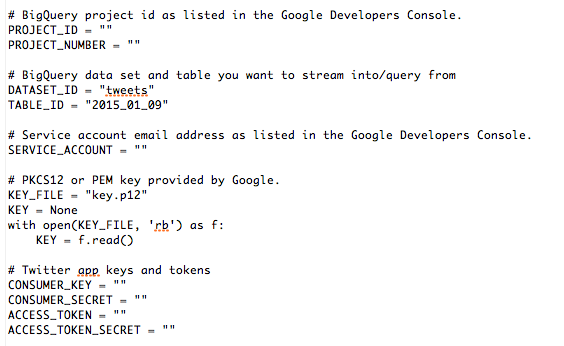 # BigQuery project id as listed in the Google Developers Console.
PROJECT_ID = ""
PROJECT_NUMBER = ""
# BigQuery data set and table you want to stream into/query from
DATASET_ID = "tweets"
TABLE_ID = "2015_01_09"
# Service account email address as listed in the Google Developers Console.
SERVICE_ACCOUNT = ""
# PKCS12 or PEM key provided by Google.
KEY_FILE = "key.p12"
KEY = None
with open(KEY_FILE, 'rb') as f:
    KEY = f.read()
# Twitter app keys and tokens
CONSUMER_KEY = ""
CONSUMER_SECRET = ""
ACCESS_TOKEN = ""
ACCESS_TOKEN_SECRET = ""